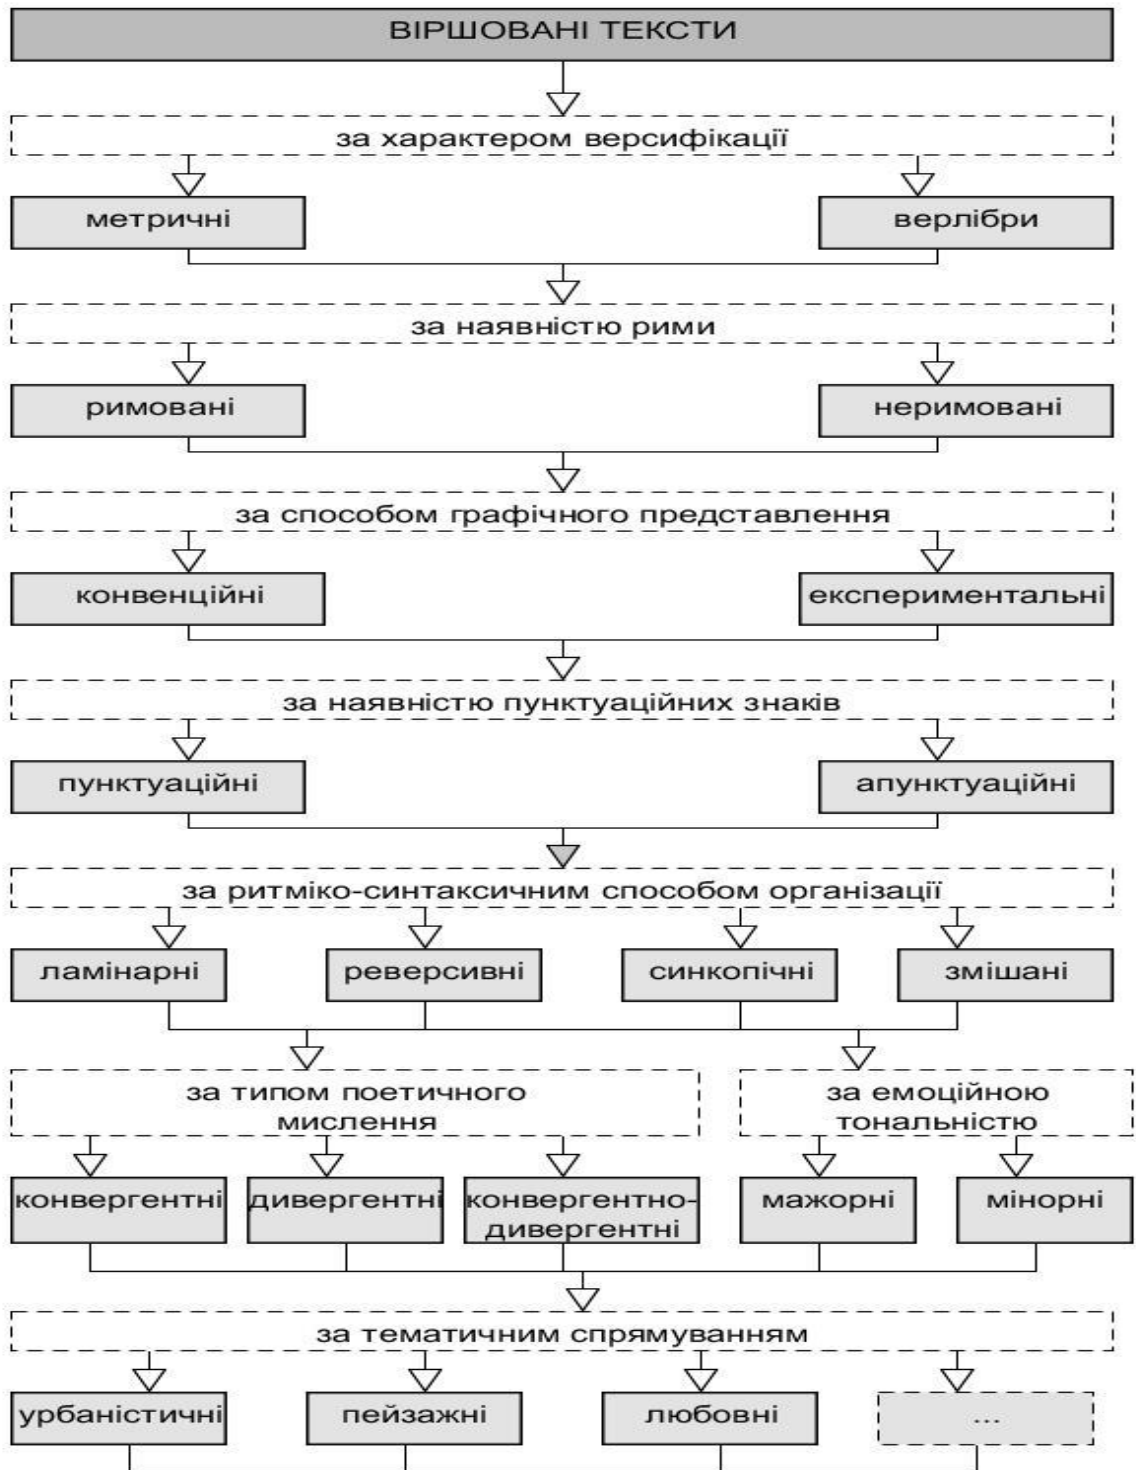 ВІРШОВАНІ ТЕКСТИ
за характером версифікації
метричні
верлібри
за наявністю рими
римовані
неримовані
за способом графічного представлення
конвенційні
експериментальні
за наявністю пунктуаційних знаків
пунктуаційні
апунктуаційні
за ритміко-синтаксичним способом організації
ламінарні
реверсивні
синкопічні
змішані
за типом поетичного
мислення
за емоційною
тональністю
конвергентні
дивергентні
конвергентно-
дивергентні
мажорні
мінорні
за тематичним спрямуванням
урбаністичні
пейзажні
любовні
...